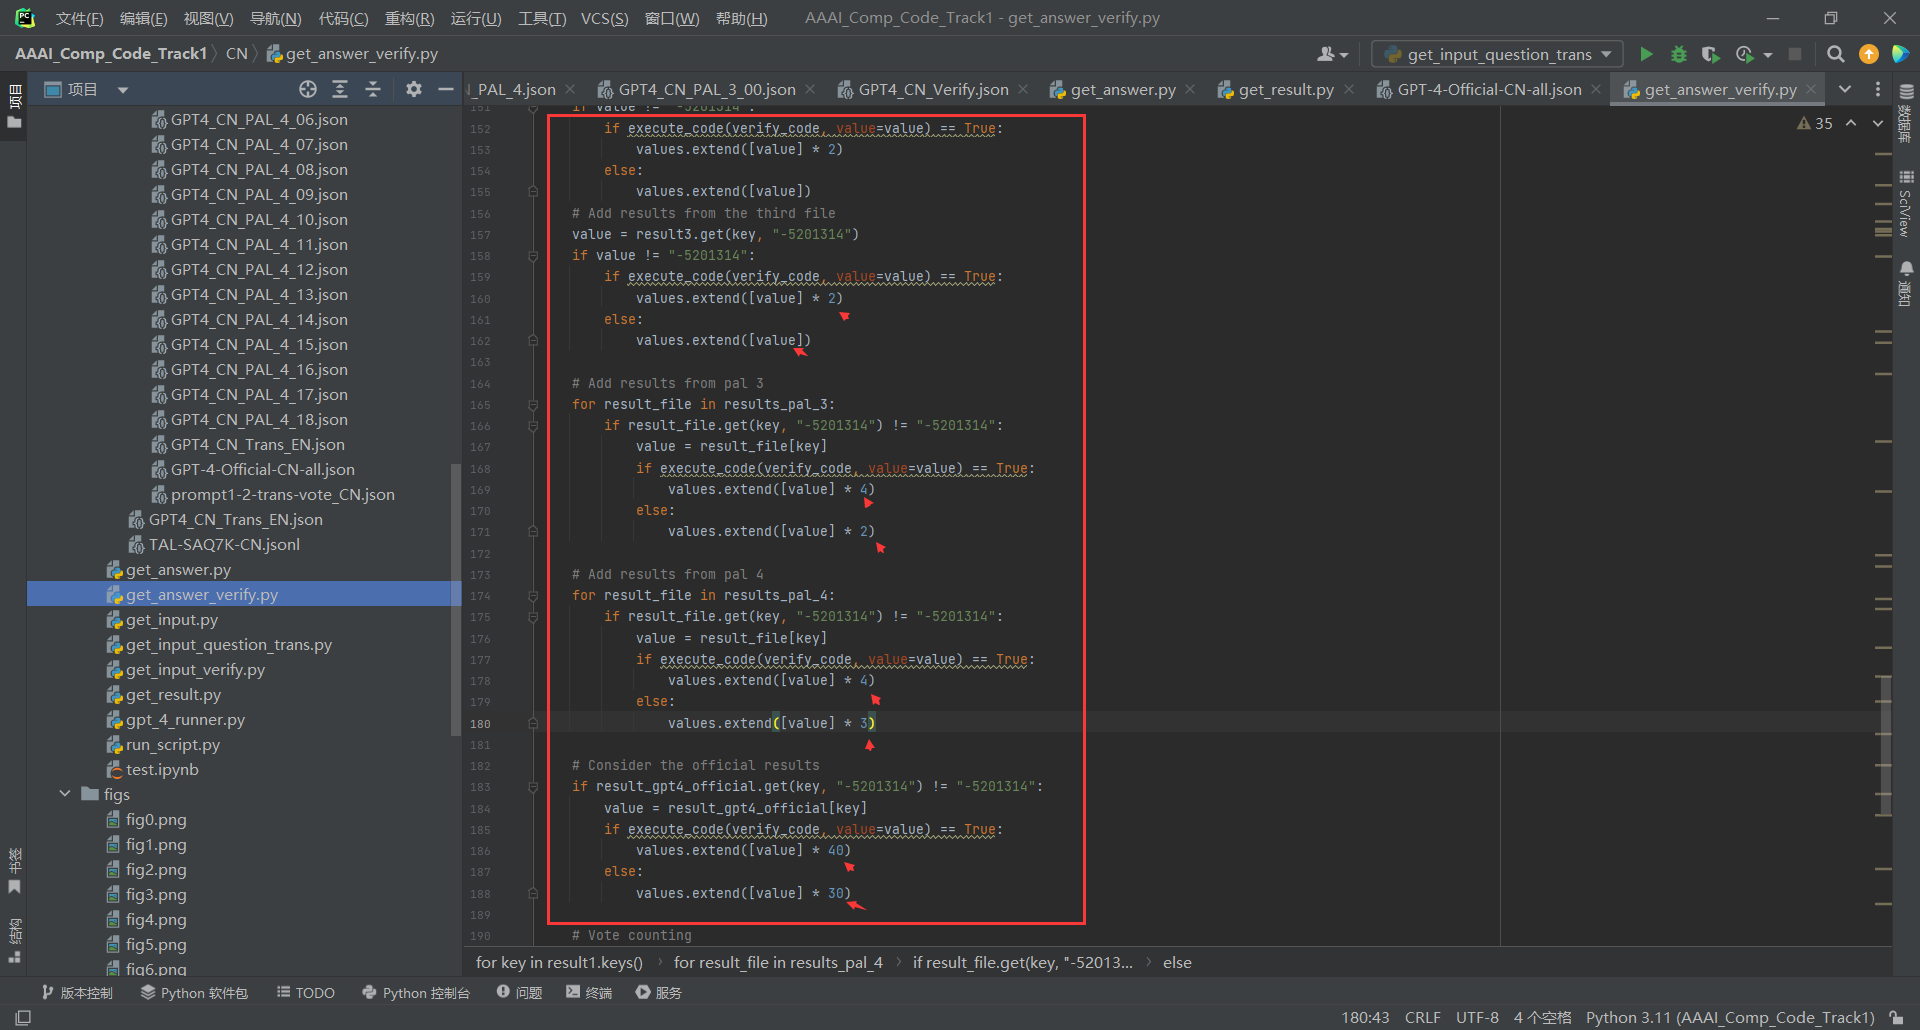 文件(F) 编辑(E) 视图(V) 导航(N) 代码(C) 重构(R) 运行(U) 工具(T) VCS(S) 窗口(W) 帮助(H) AAAI_Comp_Code_Track1 - get_answer_verify.py
AAAI_Comp_Code_Track1 CN get_answer_verify.py get_input_question_trans
项目
项目
GPT4_CN_PAL_4_06.json
GPT4_CN_PAL_4_07.json
GPT4_CN_PAL_4_08.json
GPT4_CN_PAL_4_09.json
GPT4_CN_PAL_4_10.json
GPT4_CN_PAL_4_11.json
GPT4_CN_PAL_4_12.json
GPT4_CN_PAL_4_13.json
GPT4_CN_PAL_4_14.json
GPT4_CN_PAL_4_15.json
GPT4_CN_PAL_4_16.json
GPT4_CN_PAL_4_17.json
GPT4_CN_PAL_4_18.json
GPT4_CN_Trans_EN.json
GPT-4-Official-CN-all.json
prompt1-2-trans-vote_CN.json
GPT4_CN_Trans_EN.json
TAL-SAQ7K-CN.jsonl
get_answer.py
get_answer_verify.py
get_input.py
get_input_question_trans.py
get_input_verify.py
get_result.py
gpt_4_runner.py
run_script.py
test.ipynb
figs
fig0.png
fig1.png
fig2.png
fig3.png
fig4.png
fig5.png
fig6.png
书签
结构
_PAL_4.json GPT4_CN_PAL_3_00.json GPT4_CN_Verify.json get_answer.py get_result.py GPT-4-Official-CN-all.json get_answer_verify.py
35
151 if value != "-5201314":
152 if execute_code(verify_code, value=value) == True:
153 values.extend([value] * 2)
154 else:
155 values.extend([value])
156 # Add results from the third file
157 value = result3.get(key, "-5201314")
158 if value != "-5201314":
159 if execute_code(verify_code, value=value) == True:
160 values.extend([value] * 2)
161 else:
162 values.extend([value])
163
164 # Add results from pal 3
165 for result_file in results_pal_3:
166 if result_file.get(key, "-5201314") != "-5201314":
167 value = result_file[key]
168 if execute_code(verify_code, value=value) == True:
169 values.extend([value] * 4)
170 else:
171 values.extend([value] * 2)
172
173 # Add results from pal 4
174 for result_file in results_pal_4:
175 if result_file.get(key, "-5201314") != "-5201314":
176 value = result_file[key]
177 if execute_code(verify_code, value=value) == True:
178 values.extend([value] * 4)
179 else:
180 values.extend([value] * 3)
181
182 # Consider the official results
183 if result_gpt4_official.get(key, "-5201314") != "-5201314":
184 value = result_gpt4_official[key]
185 if execute_code(verify_code, value=value) == True:
186 values.extend([value] * 40)
187 else:
188 values.extend([value] * 30)
189
190 # Vote counting
数据库
SciView
通知
for key in result1.keys() for result_file in results_pal_4 if result_file.get(key, "-52013... else
版本控制 Python 软件包 TODO Python 控制台 问题 终端 服务
180:43 CRLF UTF-8 4 个空格 Python 3.11 (AAAI_Comp_Code_Track1)